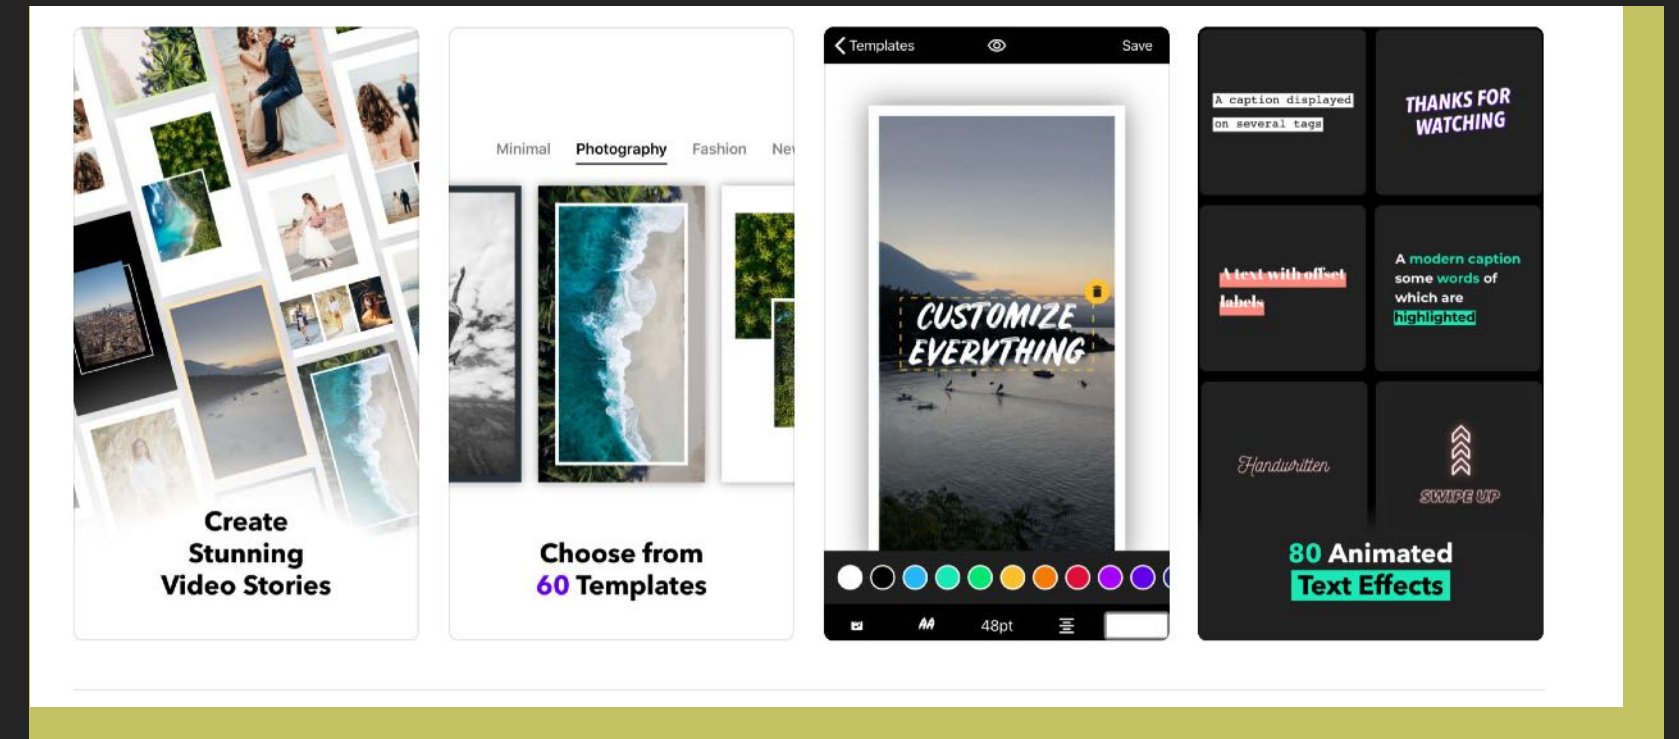 Create
Stunning
Video Stories
Minimal Photography Fashion
Choose from
60 Templates
Templates Save
CUSTOMIZE
EVERYTHING
AA 48pt
A caption displayed
on several tags
THANKS FOR
WATCHING
A text with offset
labels
A modern caption
some words of
which are
highlighted
Handwritten
SWIPE UP
80 Animated
Text Effects